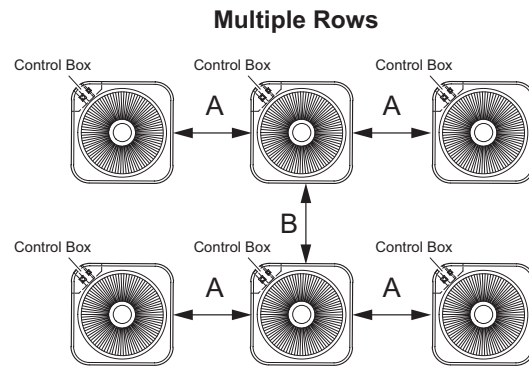 Multiple Rows
Control Box Control Box Control Box
A A
B
Control Box Control Box Control Box
A A